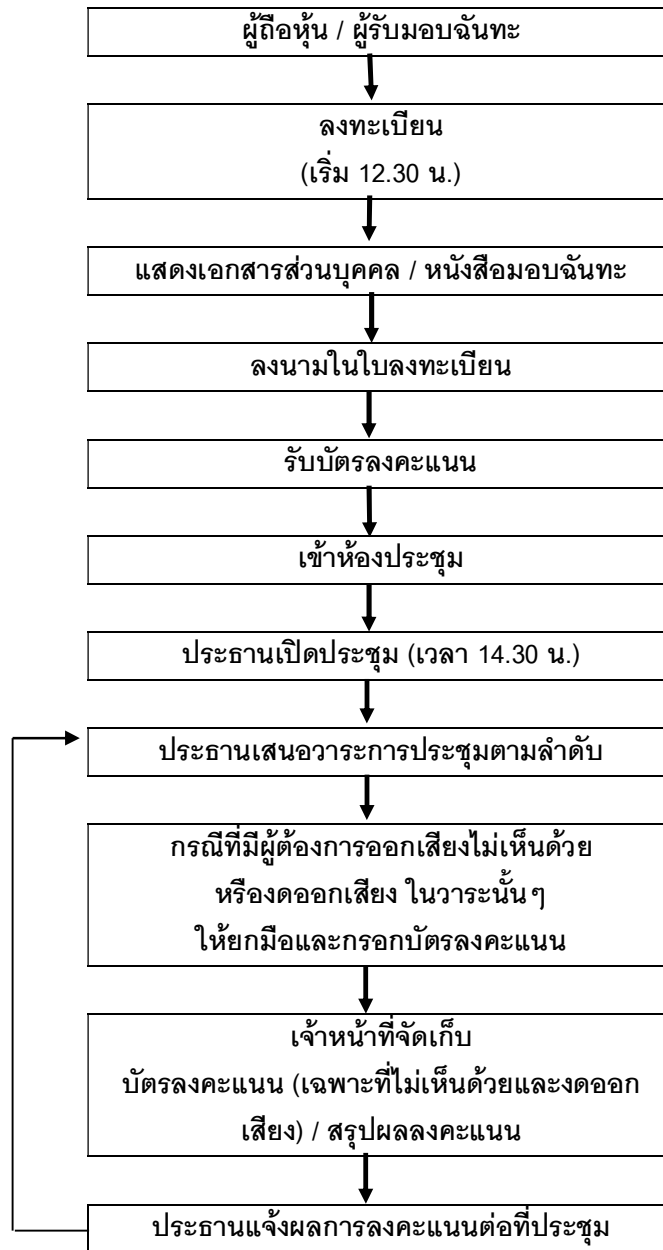 ผู้ถือหุ้น / ผู้รับมอบฉันทะ
ลงทะเบียน
(เริ่ม 12.30 น.)
แสดงเอกสารส่วนบุคคล / หนังสือมอบฉันทะ
ลงนามในใบลงทะเบียน
รับบัตรลงคะแนน
เข้าห้องประชุม
ประธานเปิดประชุม (เวลา 14.30 น.)
ประธานเสนอวาระการประชุมตามลำดับ
กรณีที่มีผู้ต้องการออกเสียงไม่เห็นด้วย
หรืองดออกเสียง ในวาระนั้นๆ
ให้ยกมือและกรอกบัตรลงคะแนน
เจ้าหน้าที่จัดเก็บ
บัตรลงคะแนน (เฉพาะที่ไม่เห็นด้วยและงดออก
เสียง) / สรุปผลลงคะแนน
ประธานแจ้งผลการลงคะแนนต่อที่ประชุม